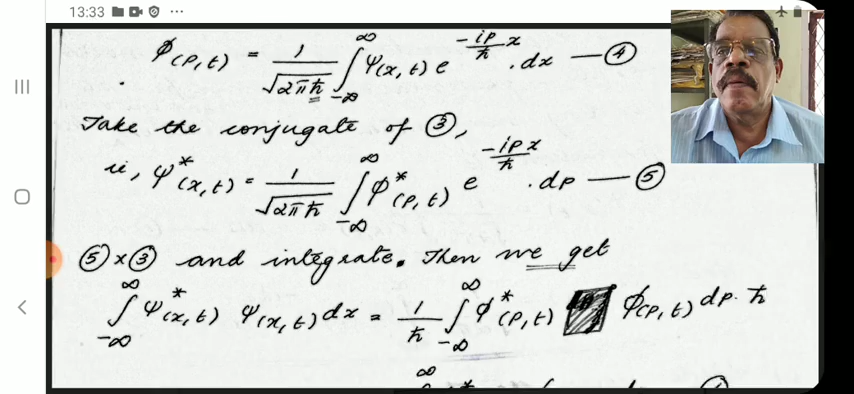 13:33
ϕ(p,t) = 1/√2πħ ∫_{-∞}^{∞} ψ(x,t) e^{-ip/ħ x} . dx — ④
Take the conjugate of ③,
ie, ψ*(x,t) = 1/√2πħ ∫_{-∞}^{∞} ϕ*(p,t) e^{-ipx/ħ} . dp — ⑤
⑤ x ③ and integrate. Then we get
∫_{-∞}^{∞} ψ*(x,t) ψ(x,t) dx = 1/ħ ∫_{-∞}^{∞} ϕ*(p,t) ϕ(p,t) dp. ħ